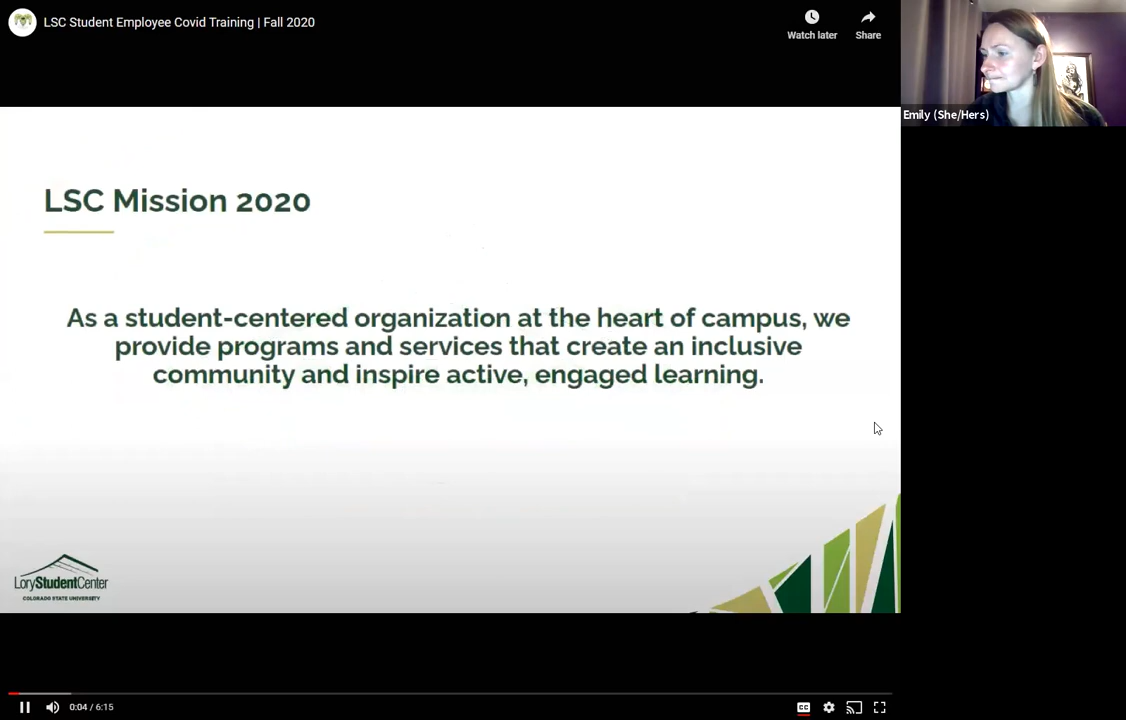 LSC Student Employee Covid Training | Fall 2020
Watch later
Share
Emily (She/Hers)
LSC Mission 2020
As a student-centered organization at the heart of campus, we
provide programs and services that create an inclusive
community and inspire active, engaged learning.
LoryStudentCenter
COLORADO STATE UNIVERSITY
0:04 / 6:15
CC